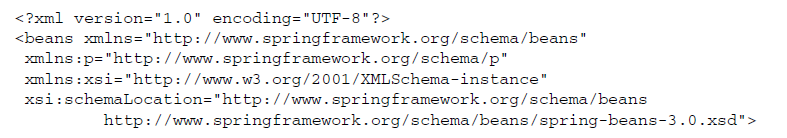 <?xml version="1.0" encoding="UTF-8"?>
<beans xmlns="http://www.springframework.org/schema/beans"
xmlns:p="http://www.springframework.org/schema/p"
xmlns:xsi="http://www.w3.org/2001/XMLSchema-instance"
xsi:schemaLocation="http://www.springframework.org/schema/beans
http://www.springframework.org/schema/beans/spring-beans-3.0.xsd">